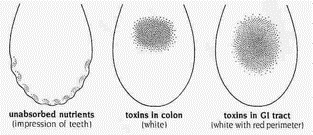 unabsorbed nutrients
(impression of teeth)
toxins in colon
(white)
toxins in GI tract
(white with red perimeter)